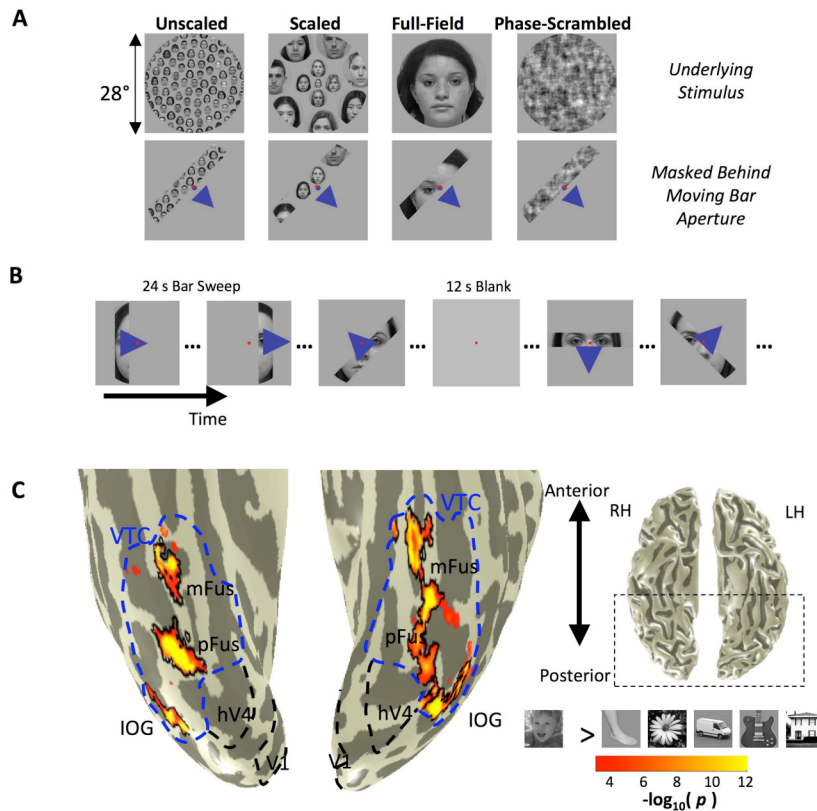 A
Unscaled
Scaled
Full-Field
Phase-Scrambled
28°
Underlying
Stimulus
Masked Behind
Moving Bar
Aperture
B
24 s Bar Sweep
12 s Blank
...
...
...
...
...
Time
C
VTC
mFus
pFus
hV4
IOG
V1
VTC
mFus
pFus
hV4
IOG
V1
Anterior
RH
LH
Posterior
>
4
6
8
10
12
-log10( p )